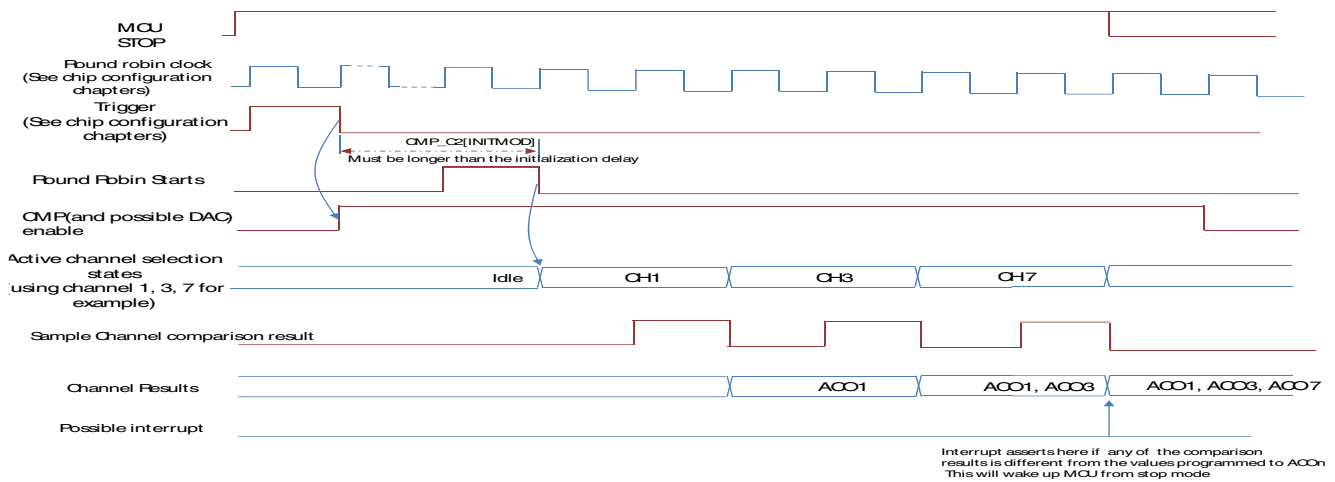 MCU
STOP
Round robin clock
(See chip configuration
chapters)
Trigger
(See chip configuration
chapters)
CMP_C2[INITMOD]
Must be longer than the initialization delay
Round Robin Starts
CMP(and possible DAC)
enable
Active channel selection
states
(using channel 1, 3, 7 for
example)
Idle
CH1
CH3
CH7
Sample Channel comparison result
Channel Results
ACO1
ACO1, ACO3
ACO1, ACO3, ACO7
Possible interrupt
Interrupt asserts here if any of the comparison
results is different from the values programmed to ACOn
This will wake up MCU from stop mode